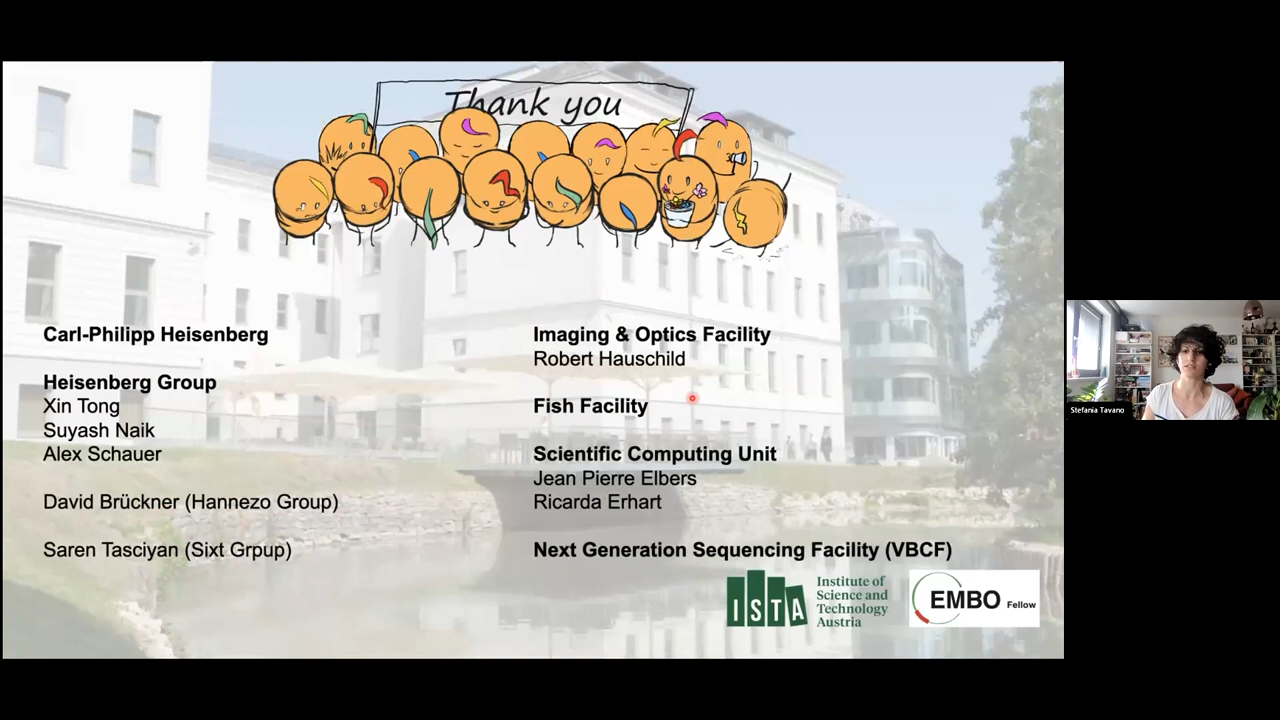 Thank you
Carl-Philipp Heisenberg
Heisenberg Group
Xin Tong
Suyash Naik
Alex Schauer
David Brückner (Hannezo Group)
Saren Tasciyan (Sixt Grpup)
Imaging & Optics Facility
Robert Hauschild
Fish Facility
Scientific Computing Unit
Jean Pierre Elbers
Ricarda Erhart
Next Generation Sequencing Facility (VBCF)
ISTA
Institute of
Science and
Technology
Austria
EMBO Fellow
Stefania Tavano